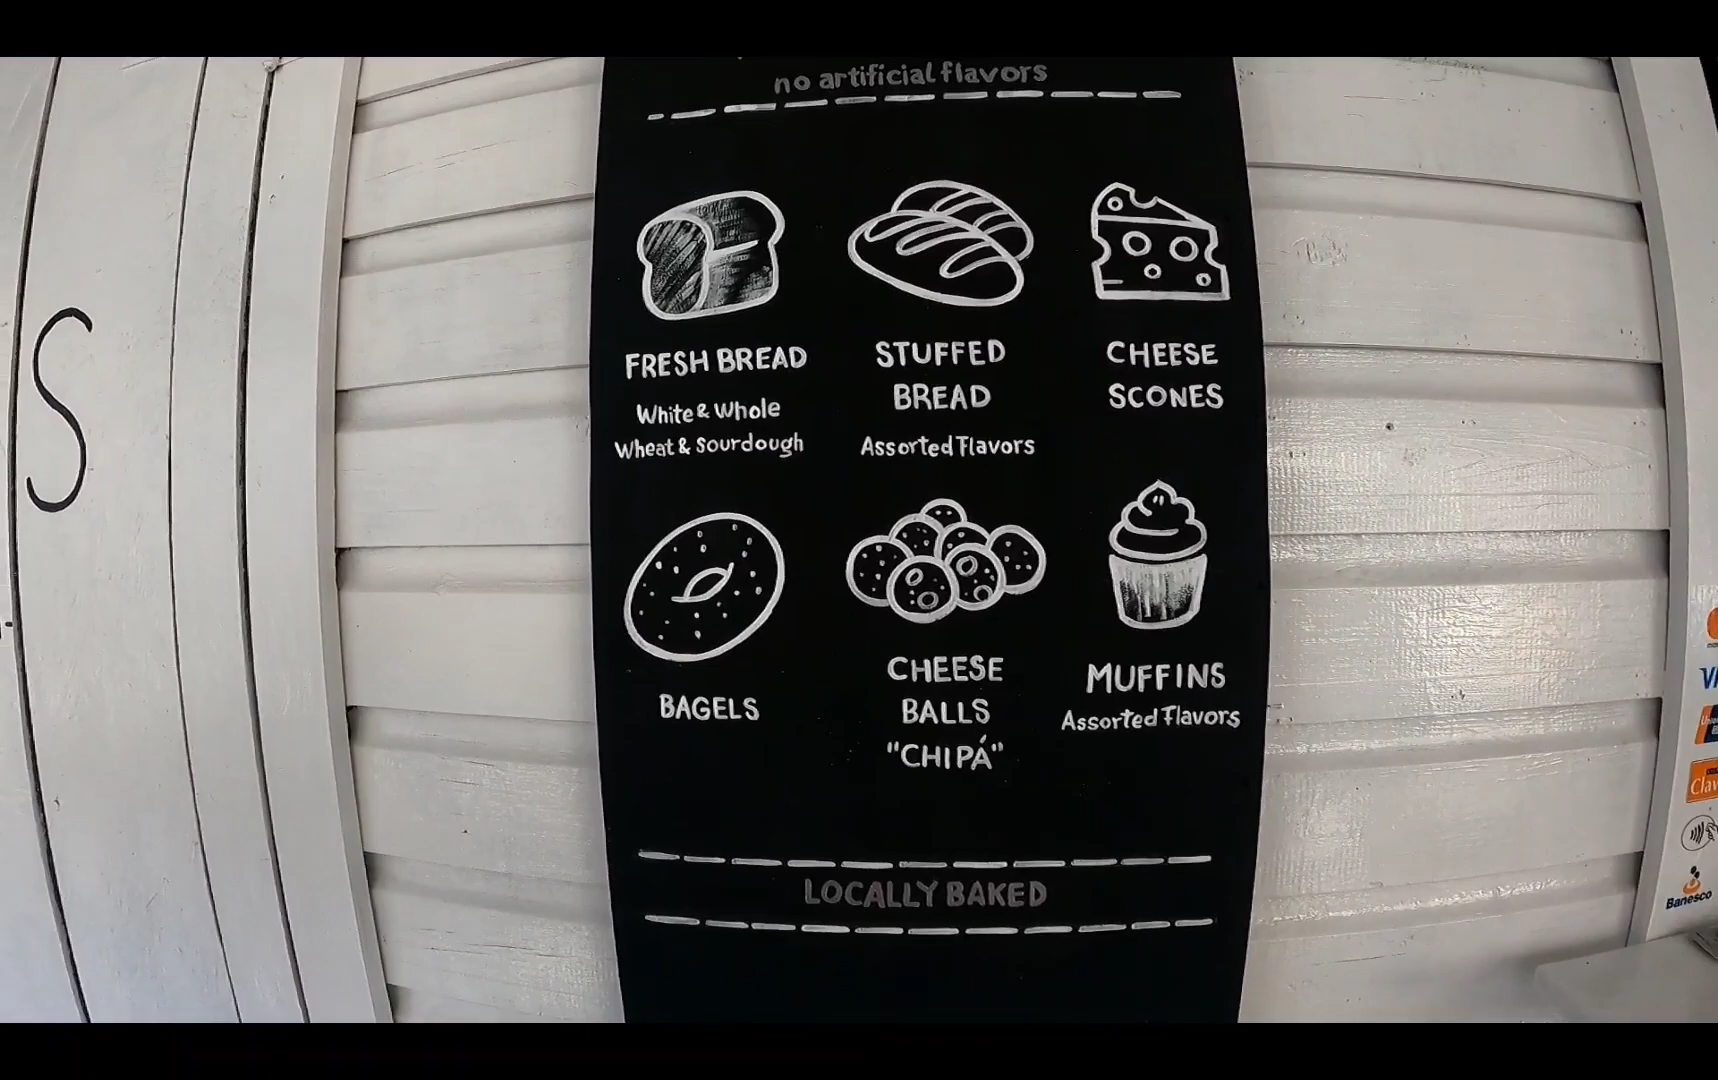 no artificial flavors
FRESH BREAD
White & Whole
Wheat & Sourdough
STUFFED
BREAD
Assorted Flavors
CHEESE
SCONES
BAGELS
CHEESE
BALLS
"CHIPÁ"
MUFFINS
Assorted Flavors
LOCALLY BAKED
S
Banesco